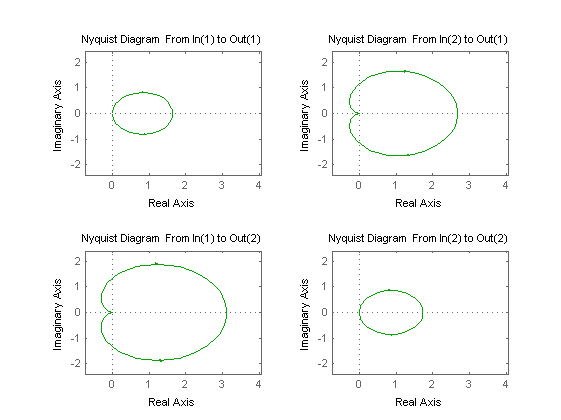 Nyquist Diagram From In(1) to Out(1)
2
1
0
-1
-2
Imaginary Axis
0 1 2 3 4
Real Axis
Nyquist Diagram From In(2) to Out(1)
2
1
0
-1
-2
Imaginary Axis
0 1 2 3 4
Real Axis
Nyquist Diagram From In(1) to Out(2)
2
1
0
-1
-2
Imaginary Axis
0 1 2 3 4
Real Axis
Nyquist Diagram From In(2) to Out(2)
2
1
0
-1
-2
Imaginary Axis
0 1 2 3 4
Real Axis